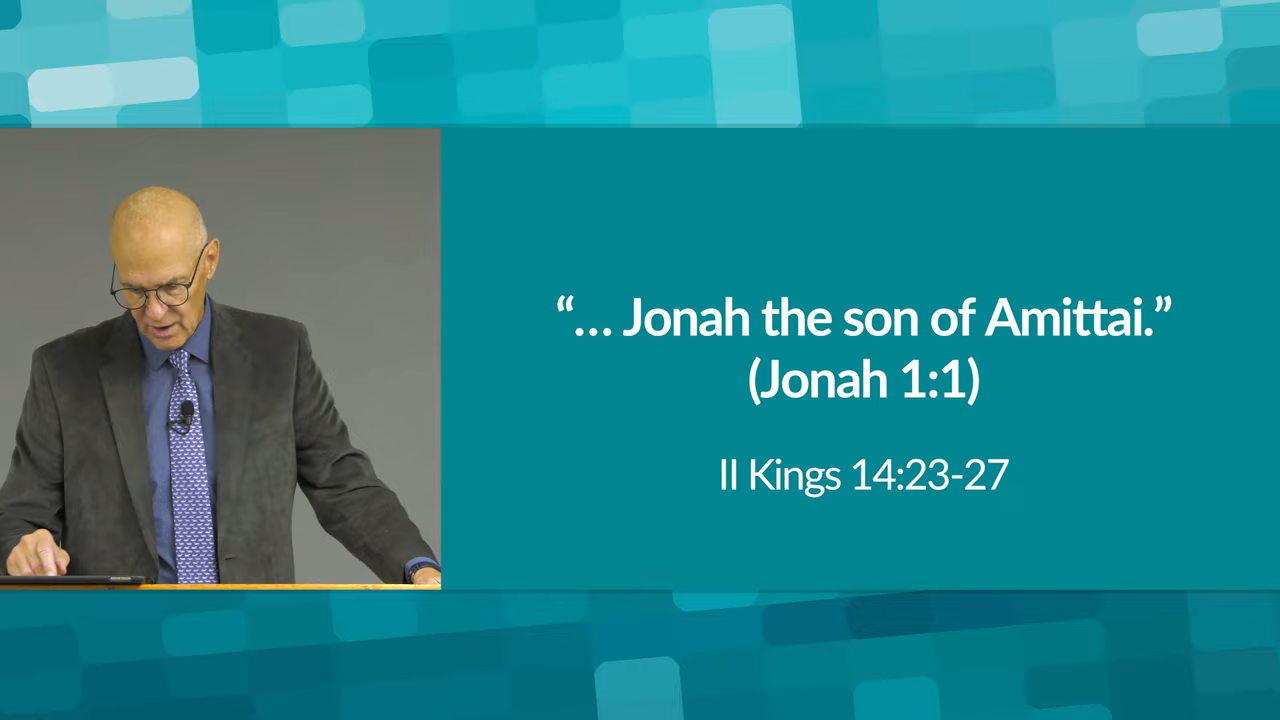 “... Jonah the son of Amittai.”
(Jonah 1:1)
II Kings 14:23-27